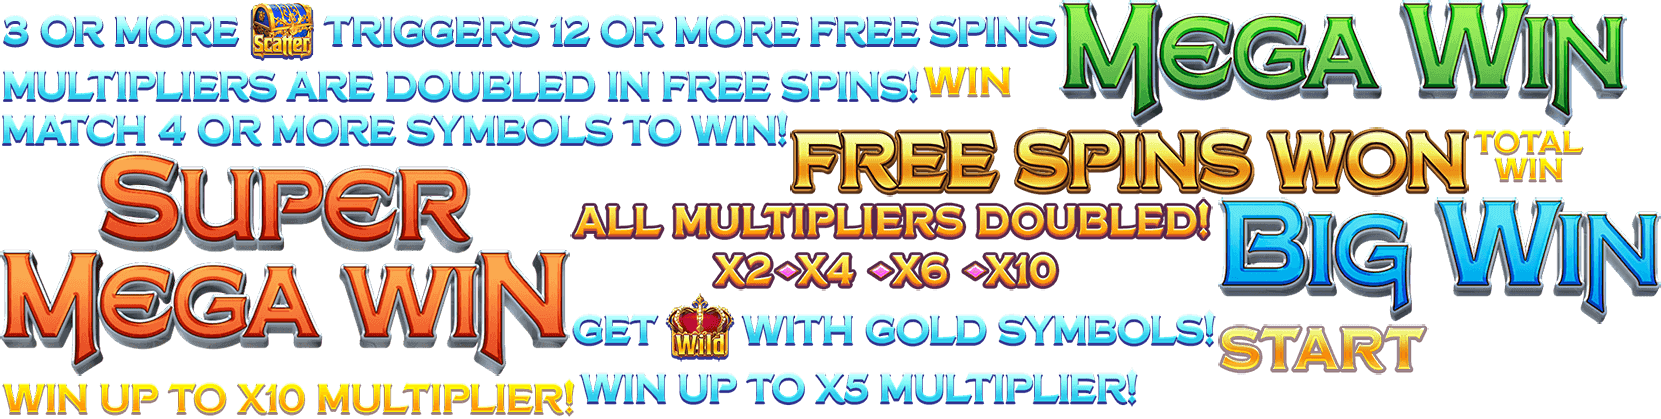 3 OR MORE Scatter TRIGGERS 12 OR MORE FREE SPINS
MULTIPLIERS ARE DOUBLED IN FREE SPINS!
WIN
MEGA WIN
MATCH 4 OR MORE SYMBOLS TO WIN!
FREE SPINS WON
TOTAL
WIN
SUPER
MEGA WIN
ALL MULTIPLIERS DOUBLED!
X2 X4 X6 X10
BIG WIN
GET Wild WITH GOLD SYMBOLS!
START
WIN UP TO X10 MULTIPLIER!
WIN UP TO X5 MULTIPLIER!